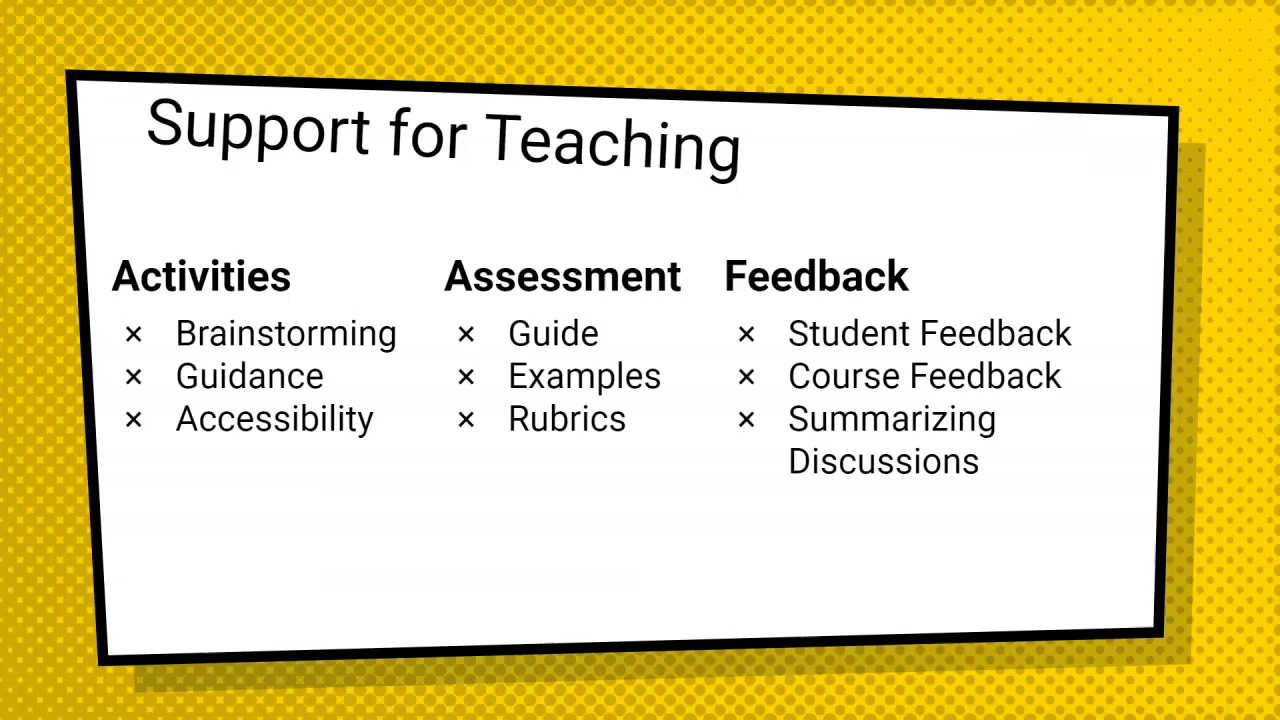 Support for Teaching
Activities
× Brainstorming
× Guidance
× Accessibility
Assessment
× Guide
× Examples
× Rubrics
Feedback
× Student Feedback
× Course Feedback
× Summarizing
Discussions